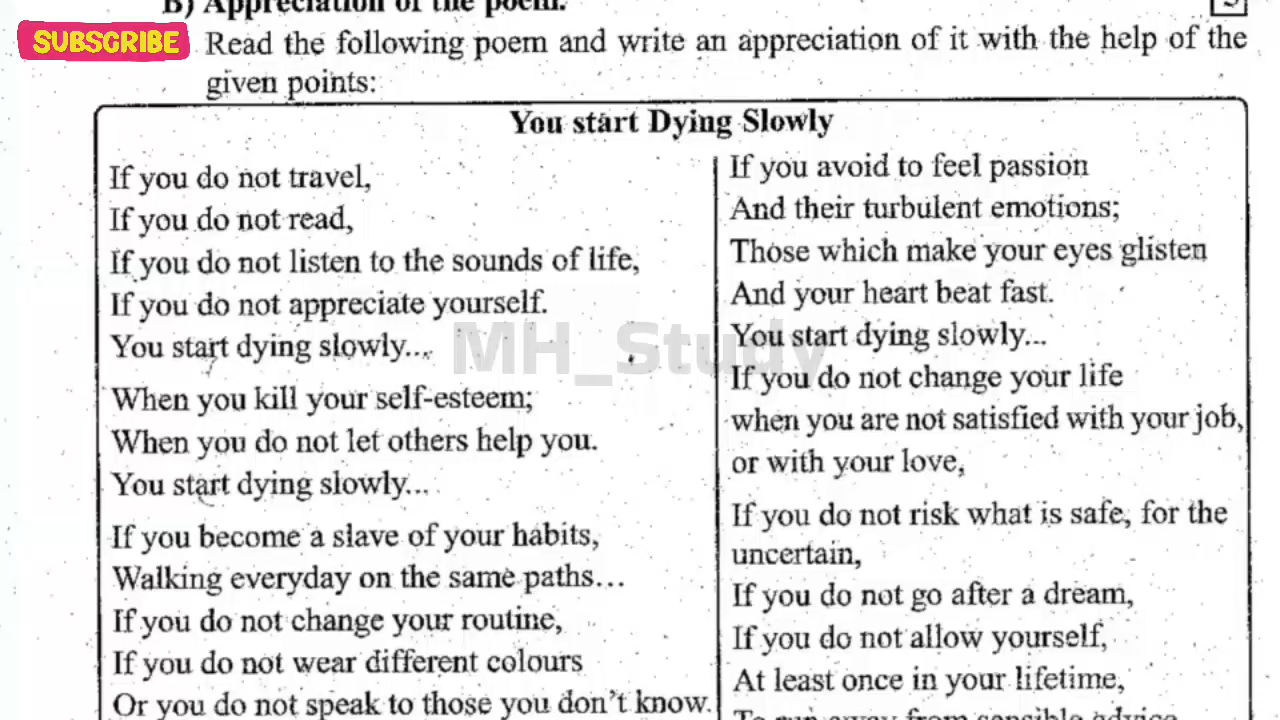 B) Appreciation of the poem.
SUBSCRIBE
Read the following poem and write an appreciation of it with the help of the
given points:
You start Dying Slowly
If you do not travel,
If you do not read,
If you do not listen to the sounds of life,
If you do not appreciate yourself.
You start dying slowly...
When you kill your self-esteem;
When you do not let others help you.
You start dying slowly...
If you become a slave of your habits,
Walking everyday on the same paths...
If you do not change your routine,
If you do not wear different colours
Or you do not speak to those you don't know.
If you avoid to feel passion
And their turbulent emotions;
Those which make your eyes glisten
And your heart beat fast.
You start dying slowly...
If you do not change your life
when you are not satisfied with your job,
or with your love,
If you do not risk what is safe, for the
uncertain,
If you do not go after a dream,
If you do not allow yourself,
At least once in your lifetime,
To run away from sensible advice
MH_Study